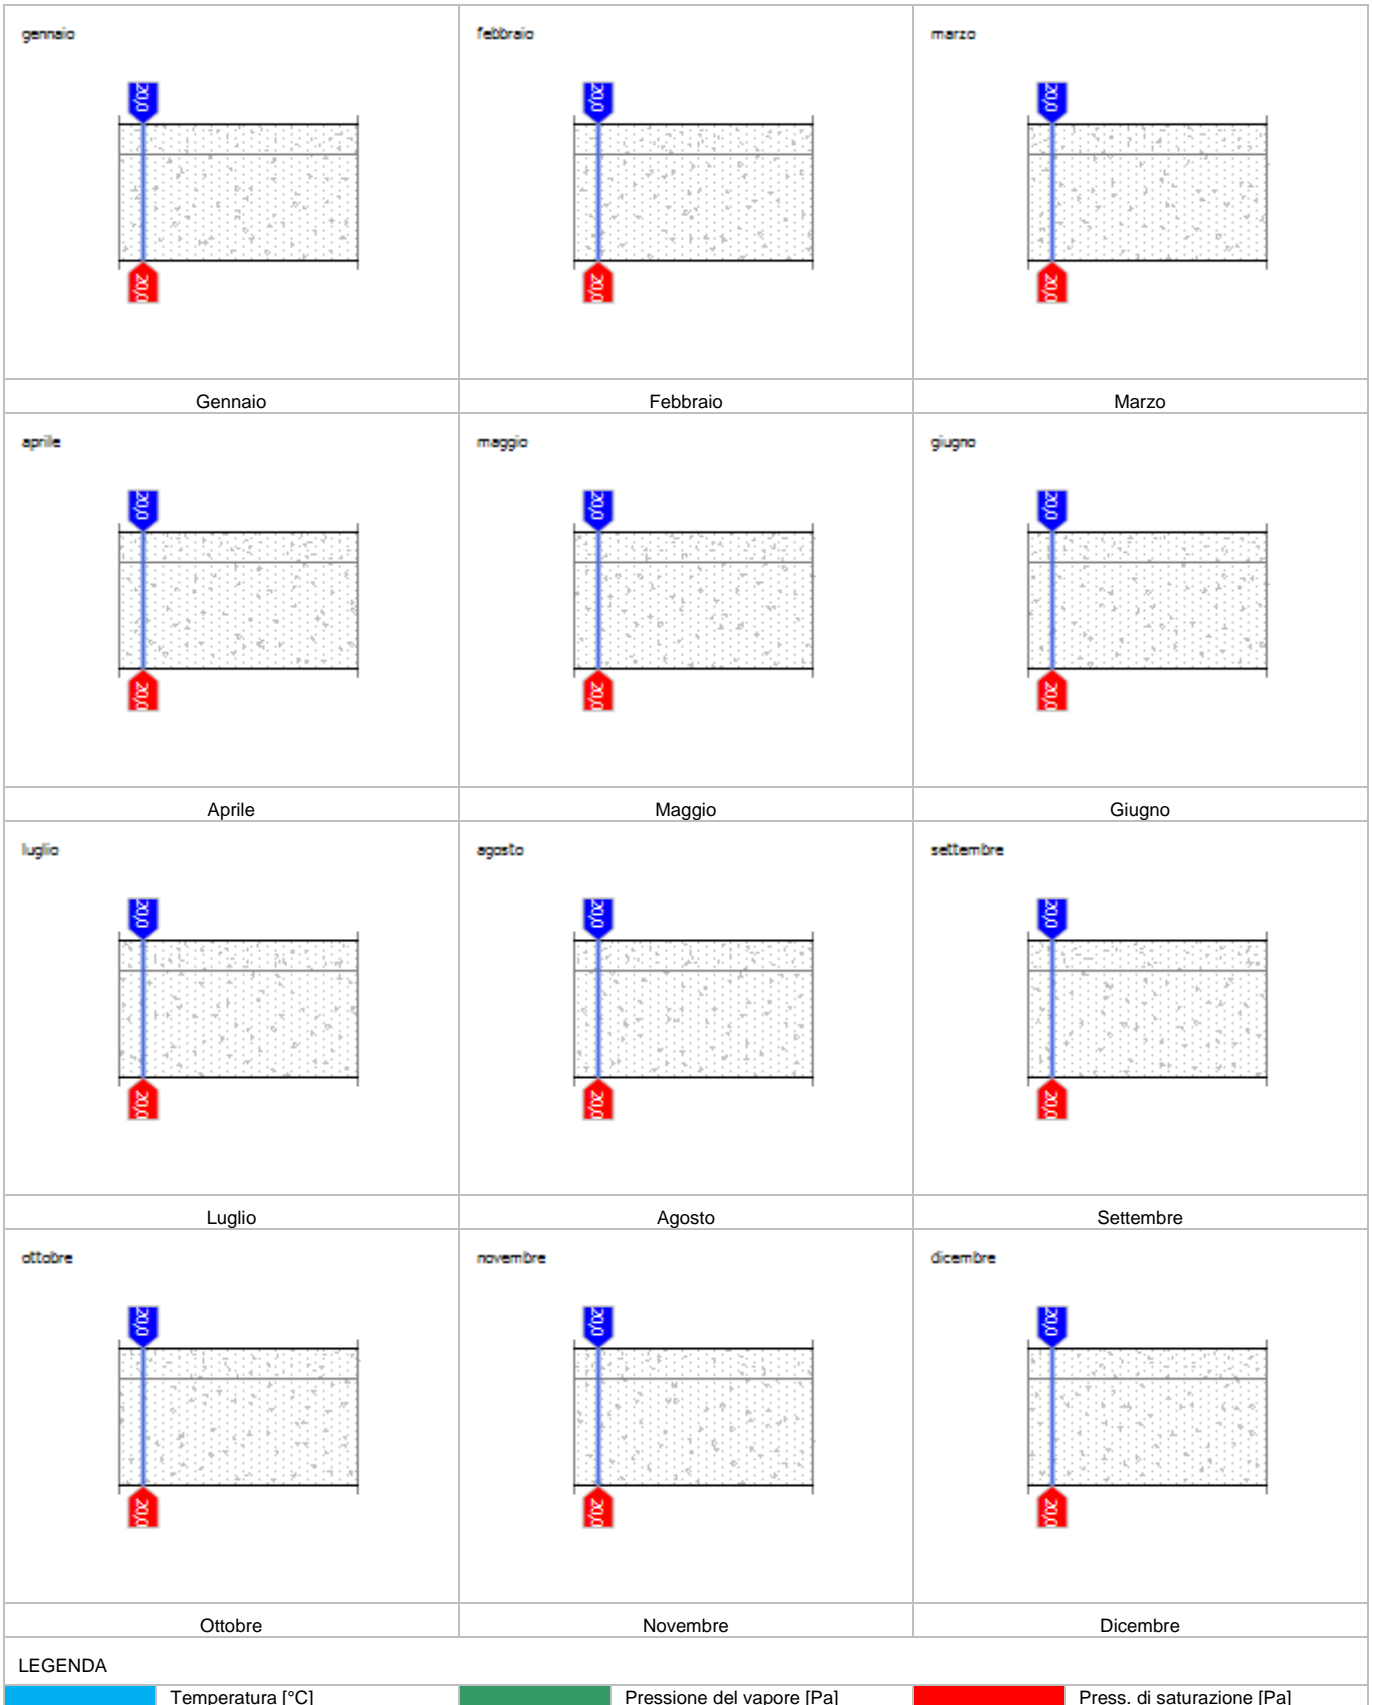 gennaio
febbraio
marzo
20,0
20,0
20,0
20,0
20,0
20,0
Gennaio
Febbraio
Marzo
aprile
maggio
giugno
20,0
20,0
20,0
20,0
20,0
20,0
Aprile
Maggio
Giugno
luglio
agosto
settembre
20,0
20,0
20,0
20,0
20,0
20,0
Luglio
Agosto
Settembre
ottobre
novembre
dicembre
20,0
20,0
20,0
20,0
20,0
20,0
Ottobre
Novembre
Dicembre
LEGENDA
Temperatura [°C]
Pressione del vapore [Pa]
Press. di saturazione [Pa]